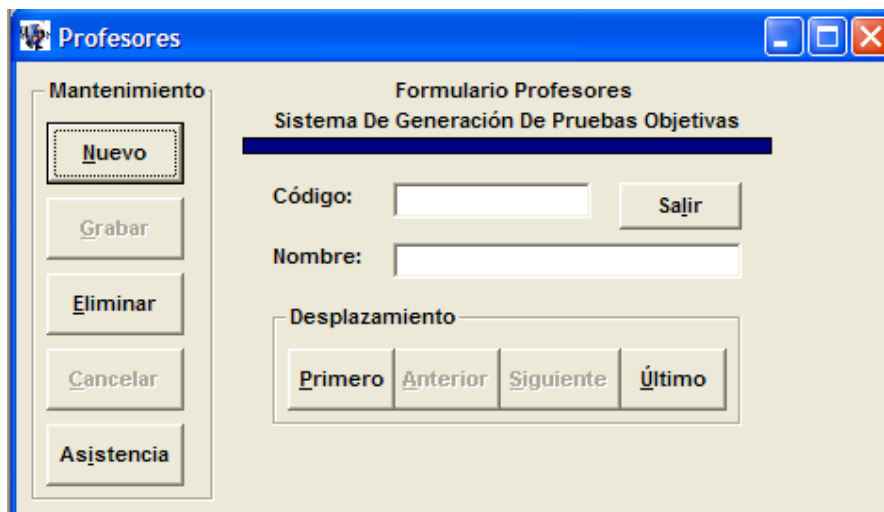 Profesores
Mantenimiento
Nuevo
Grabar
Eliminar
Cancelar
Asistencia
Formulario Profesores
Sistema De Generación De Pruebas Objetivas
Código:
Salir
Nombre:
Desplazamiento
Primero Anterior Siguiente Último